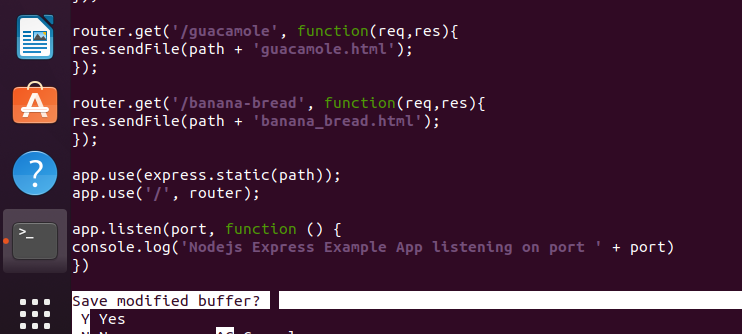 router.get('/guacamole', function(req,res){
res.sendFile(path + 'guacamole.html');
});
router.get('/banana-bread', function(req,res){
res.sendFile(path + 'banana_bread.html');
});
app.use(express.static(path));
app.use('/', router);
app.listen(port, function () {
console.log('Nodejs Express Example App listening on port ' + port)
})
Save modified buffer?
Y Yes